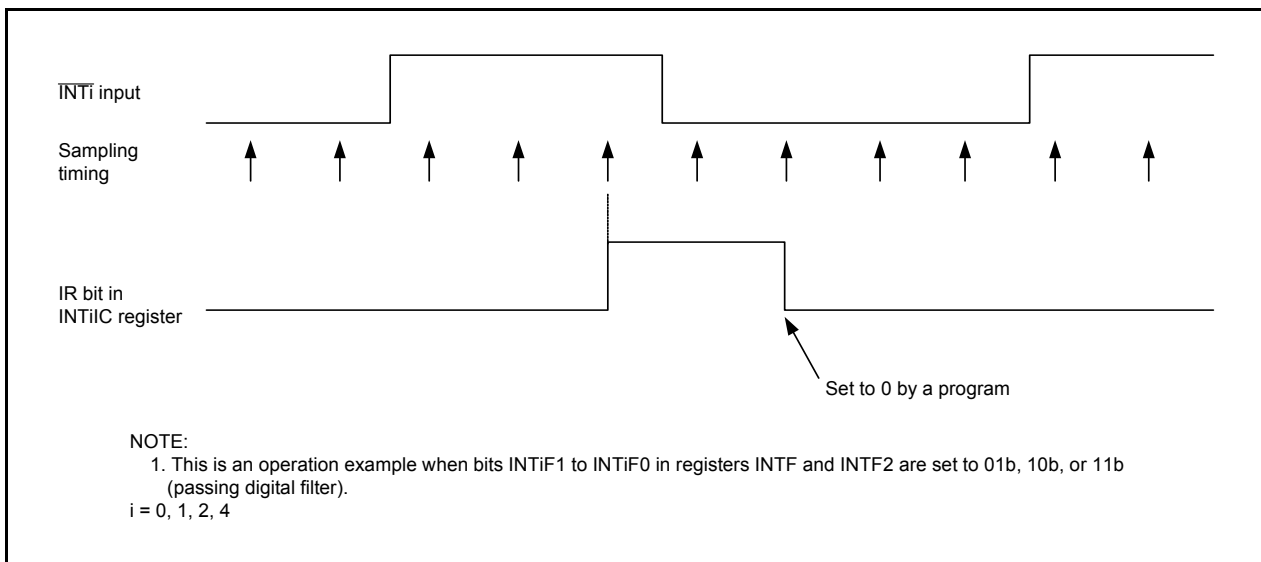 INTi input
Sampling
timing
IR bit in
INTiIC register
Set to 0 by a program
NOTE:
1. This is an operation example when bits INTiF1 to INTiF0 in registers INTF and INTF2 are set to 01b, 10b, or 11b
(passing digital filter).
i = 0, 1, 2, 4